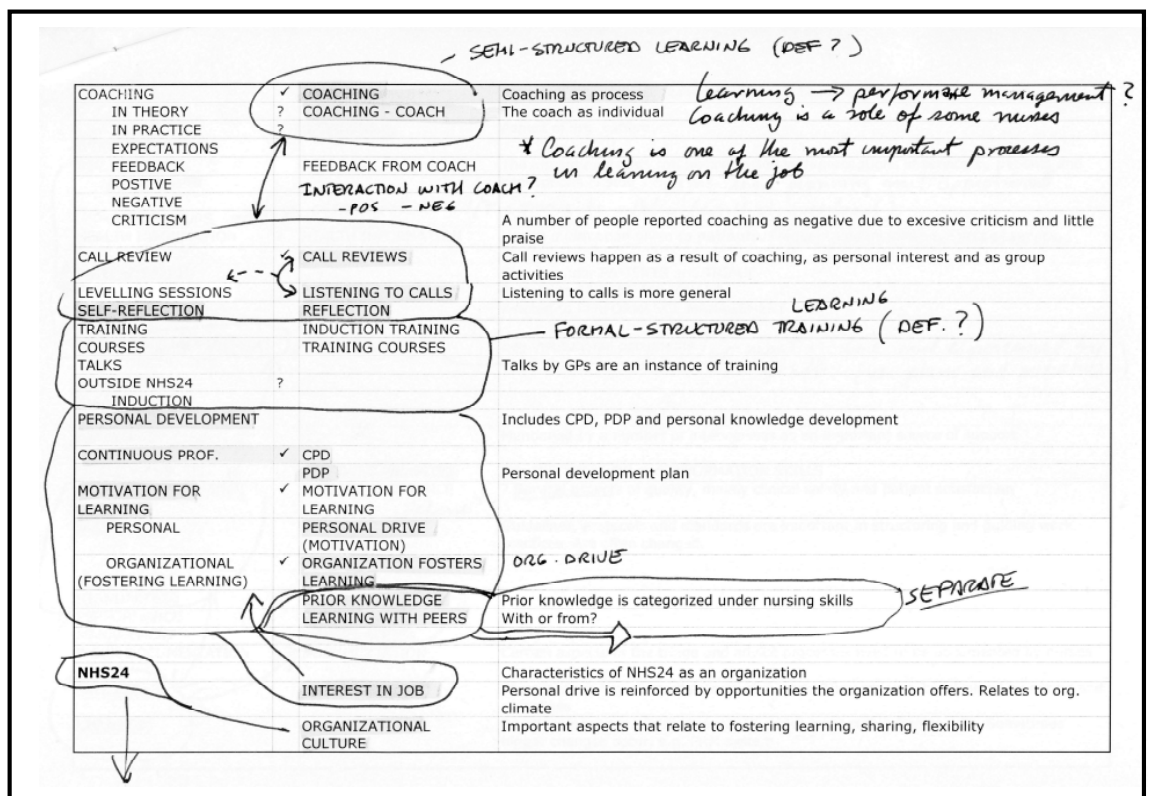 SEMI-STRUCTURED LEARNING (DEF?)
COACHING ✓ COACHING Coaching as process Learning → performance management?
IN THEORY ? COACHING - COACH The coach as individual Coaching is a role of some nurses
IN PRACTICE ?
EXPECTATIONS * Coaching is one of the most important processes
FEEDBACK FEEDBACK FROM COACH in learning on the job
POSTIVE INTERACTION WITH COACH?
NEGATIVE - POS - NEG
CRITICISM A number of people reported coaching as negative due to excesive criticism and little
praise
CALL REVIEW ✓ CALL REVIEWS Call reviews happen as a result of coaching, as personal interest and as group
activities
LEVELLING SESSIONS LISTENING TO CALLS Listening to calls is more general
SELF-REFLECTION REFLECTION LEARNING
TRAINING INDUCTION TRAINING FORMAL-STRUCTURED TRAINING (DEF.?)
COURSES TRAINING COURSES
TALKS Talks by GPs are an instance of training
OUTSIDE NHS24 ?
INDUCTION
PERSONAL DEVELOPMENT Includes CPD, PDP and personal knowledge development
CONTINUOUS PROF. ✓ CPD
PDP Personal development plan
MOTIVATION FOR ✓ MOTIVATION FOR
LEARNING LEARNING
PERSONAL PERSONAL DRIVE
(MOTIVATION)
ORGANIZATIONAL ✓ ORGANIZATION FOSTERS ORG. DRIVE
(FOSTERING LEARNING) LEARNING
PRIOR KNOWLEDGE Prior knowledge is categorized under nursing skills SEPARATE
LEARNING WITH PEERS With or from?
NHS24 Characteristics of NHS24 as an organization
INTEREST IN JOB Personal drive is reinforced by opportunities the organization offers. Relates to org.
climate
ORGANIZATIONAL Important aspects that relate to fostering learning, sharing, flexibility
CULTURE